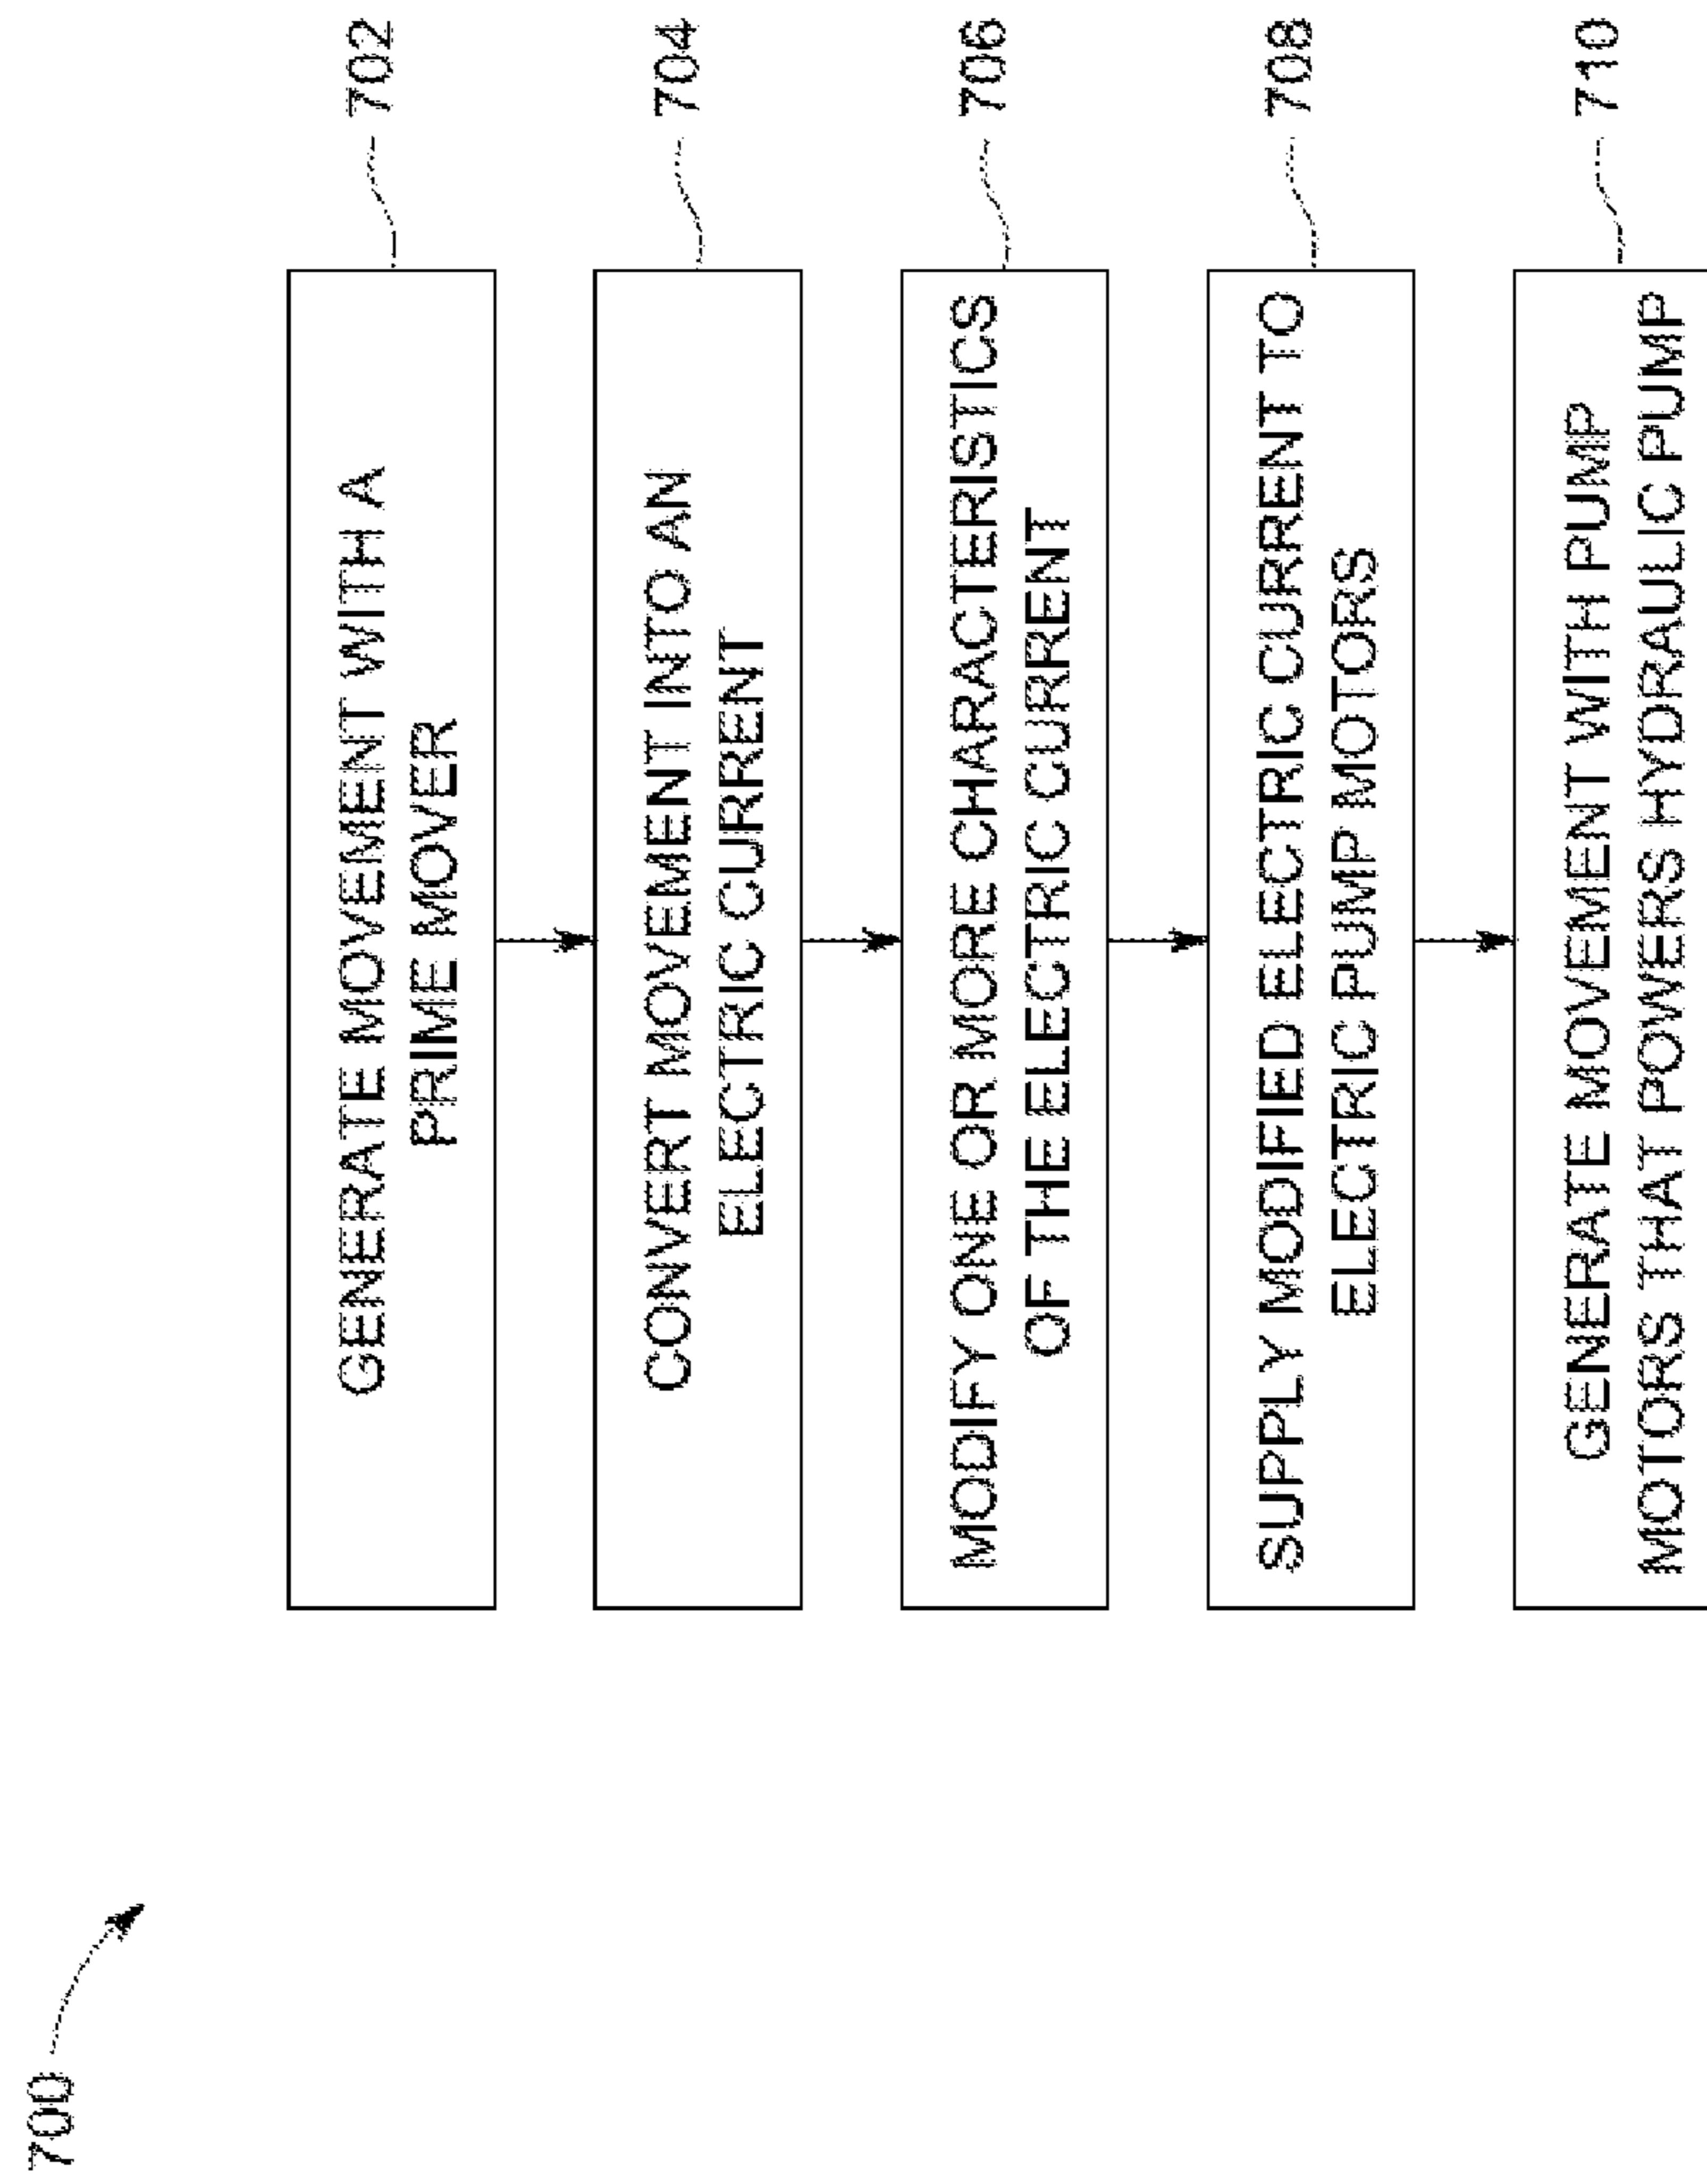 700
GENERATE MOVEMENT WITH A
PRIME MOVER
702
CONVERT MOVEMENT INTO AN
ELECTRIC CURRENT
704
MODIFY ONE OR MORE CHARACTERISTICS
OF THE ELECTRIC CURRENT
706
SUPPLY MODIFIED ELECTRIC CURRENT TO
ELECTRIC PUMP MOTORS
708
GENERATE MOVEMENT WITH PUMP
MOTORS THAT POWERS HYDRAULIC PUMP
710